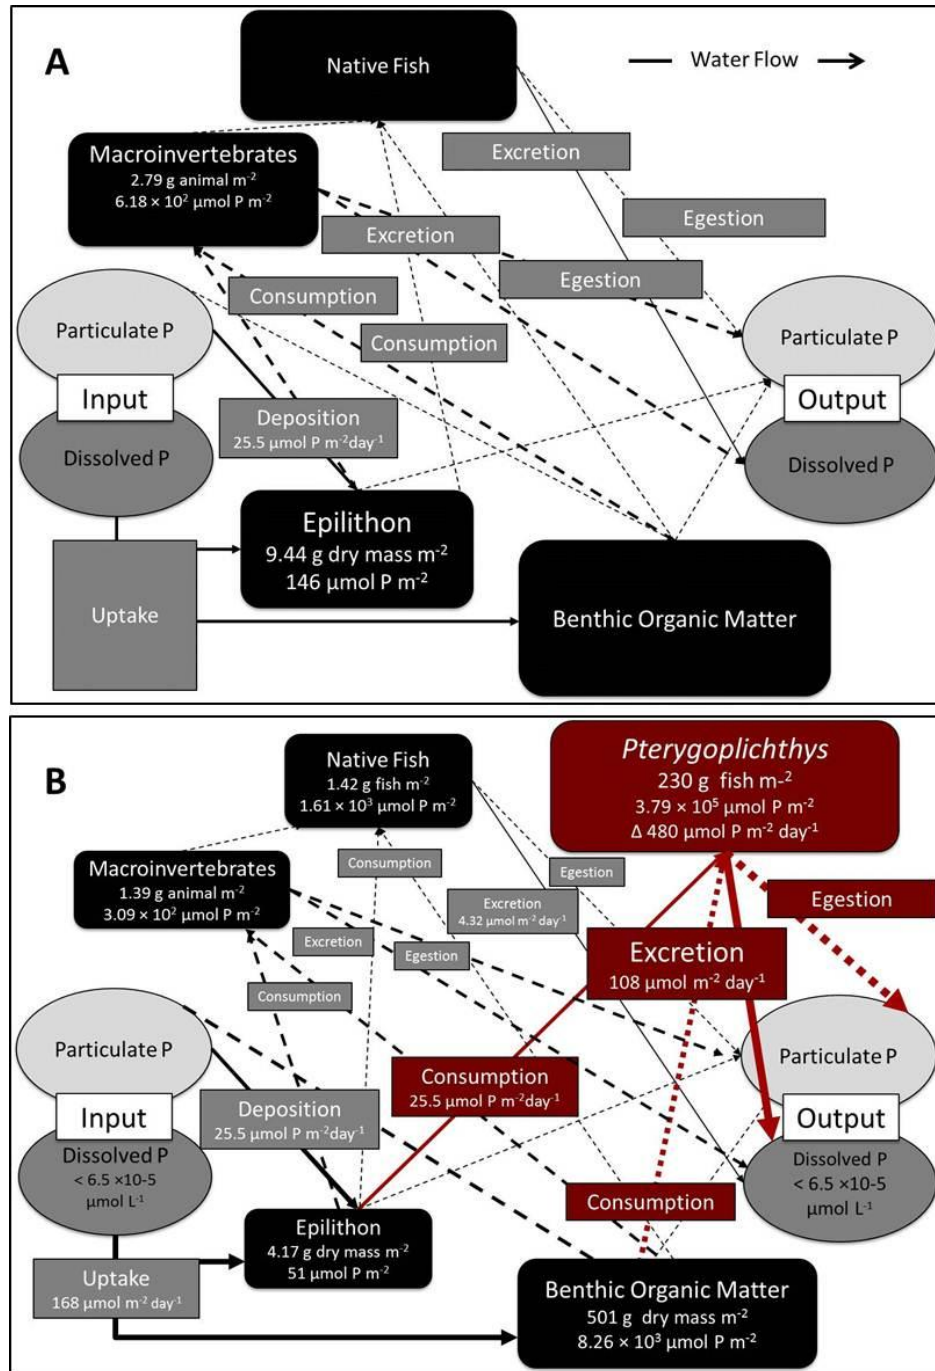 A
Native Fish
Water Flow
Macroinvertebrates
2.79 g animal m⁻²
6.18 × 10² µmol P m⁻²
Excretion
Egestion
Excretion
Egestion
Consumption
Consumption
Particulate P
Input
Dissolved P
Particulate P
Output
Dissolved P
Deposition
25.5 µmol P m⁻²day⁻¹
Epilithon
9.44 g dry mass m⁻²
146 µmol P m⁻²
Uptake
Benthic Organic Matter
B
Native Fish
1.42 g fish m⁻²
1.61 × 10³ µmol P m⁻²
Pterygoplichthys
230 g fish m-²
3.79 × 10⁵ µmol P m⁻²
Δ 480 µmol P m⁻² day⁻¹
Macroinvertebrates
1.39 g animal m⁻²
3.09 × 10² µmol P m⁻²
Consumption
Egestion
Egestion
Excretion
4.32 µmol m⁻² day⁻¹
Excretion
Egestion
Excretion
108 µmol m⁻² day⁻¹
Consumption
Particulate P
Input
Dissolved P
< 6.5 ×10-5
µmol L⁻¹
Deposition
25.5 µmol P m⁻²day⁻¹
Consumption
25.5 µmol P m⁻²day⁻¹
Particulate P
Output
Dissolved P
< 6.5 ×10-5
µmol L⁻¹
Consumption
Epilithon
4.17 g dry mass m⁻²
51 µmol P m⁻²
Uptake
168 µmol m⁻² day⁻¹
Benthic Organic Matter
501 g dry mass m⁻²
8.26 × 10³ µmol P m⁻²